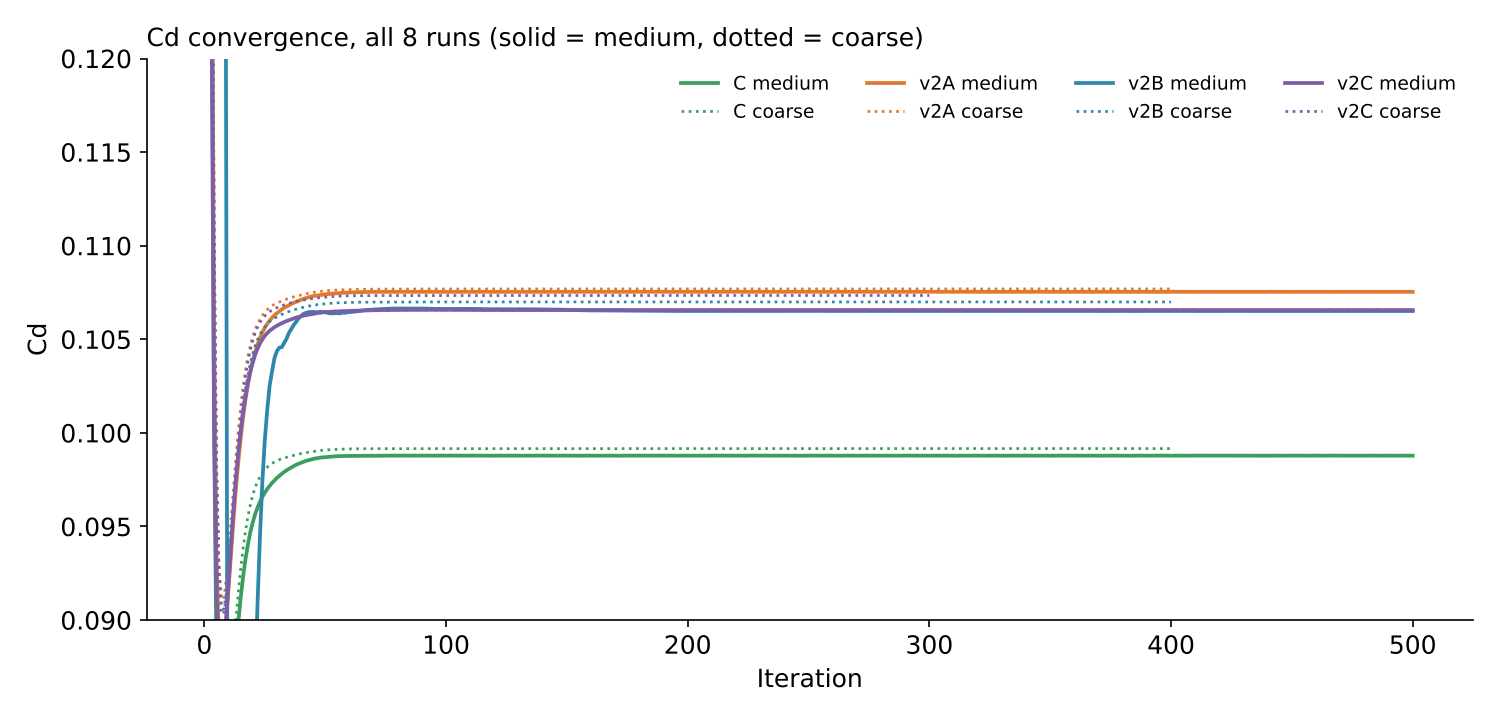 Cd convergence, all 8 runs (solid = medium, dotted = coarse)
C medium v2A medium v2B medium v2C medium
C coarse v2A coarse v2B coarse v2C coarse
0.120
0.115
0.110
0.105
0.100
0.095
0.090
Cd
0 100 200 300 400 500
Iteration